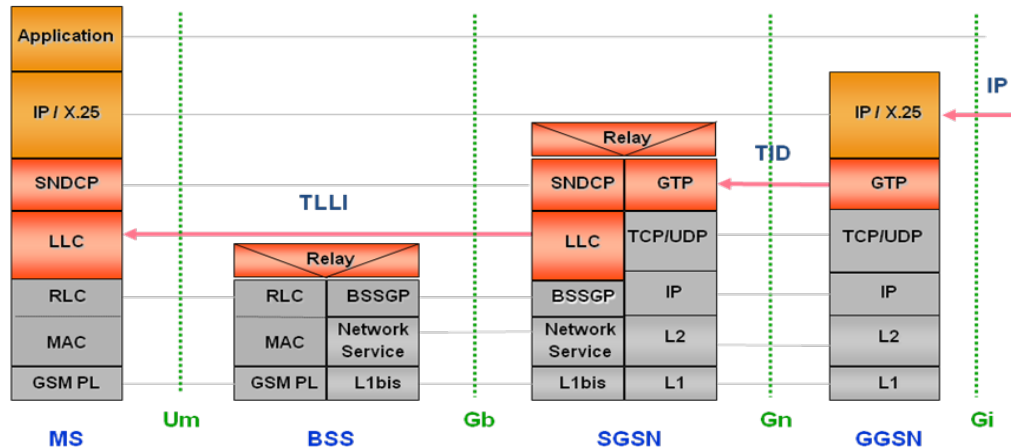 Application
IP / X.25
IP / X.25
IP
Relay
TID
SNDCP
SNDCP
GTP
GTP
TLLI
LLC
LLC
TCP/UDP
TCP/UDP
Relay
RLC
RLC
BSSGP
BSSGP
IP
IP
MAC
MAC
Network
Service
Network
Service
L2
L2
GSM PL
GSM PL
L1bis
L1bis
L1
L1
Um
Gb
Gn
Gi
MS
BSS
SGSN
GGSN